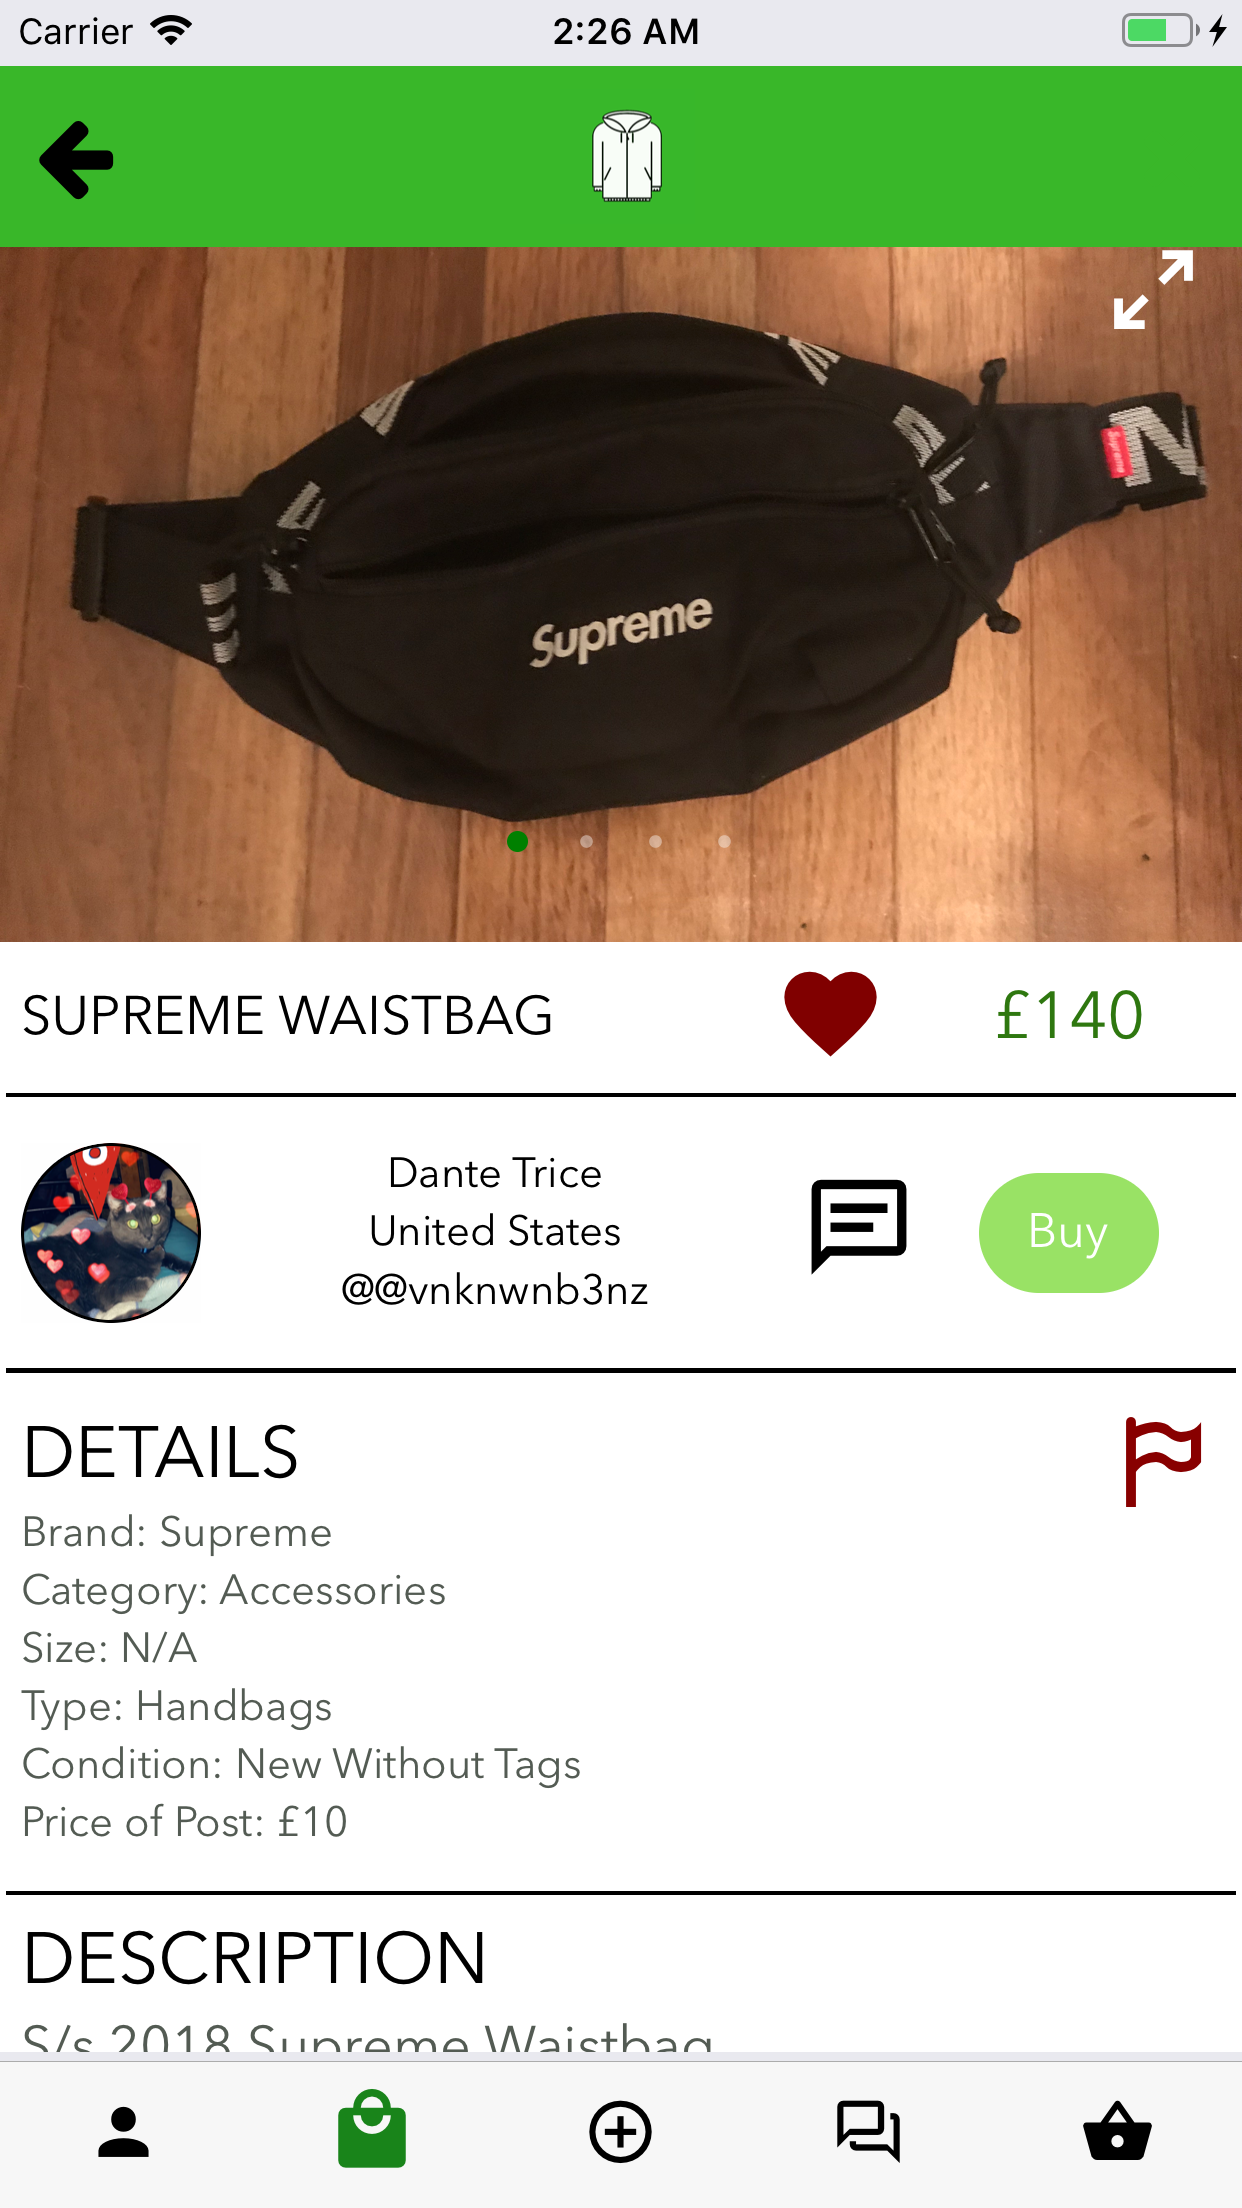 Carrier
2:26 AM
Supreme
Supreme
N
SUPREME WAISTBAG
£140
Dante Trice
United States
@@vnknwnb3nz
Buy
DETAILS
Brand: Supreme
Category: Accessories
Size: N/A
Type: Handbags
Condition: New Without Tags
Price of Post: £10
DESCRIPTION
S/s 2018 Supreme Waistbag